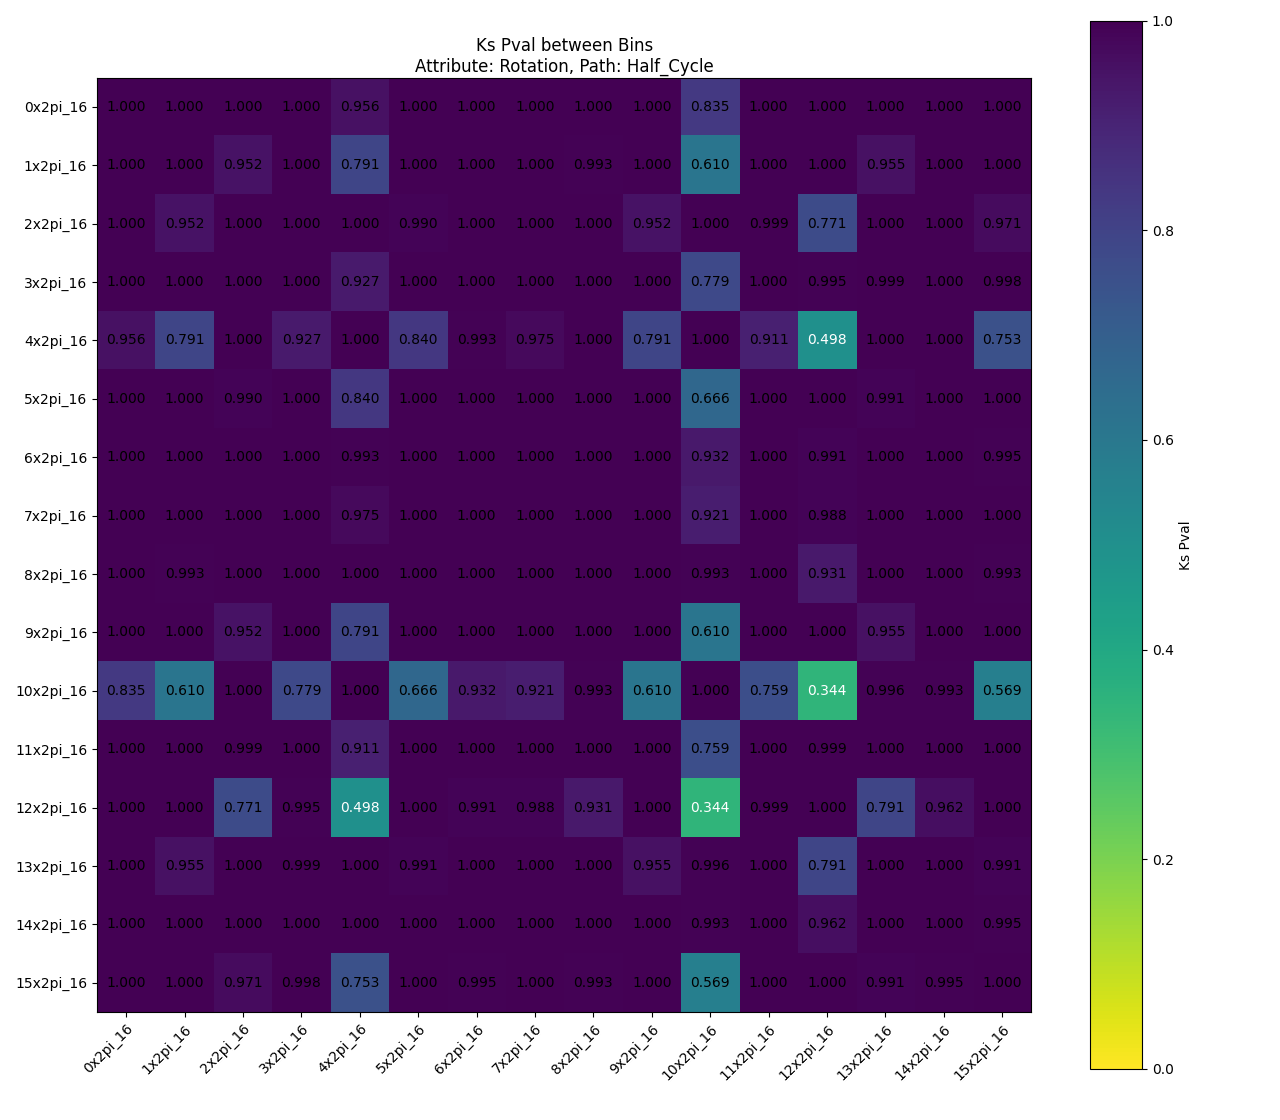 Ks Pval between Bins
Attribute: Rotation, Path: Half_Cycle
0x2pi_16 1.000 1.000 1.000 1.000 0.956 1.000 1.000 1.000 1.000 1.000 0.835 1.000 1.000 1.000 1.000 1.000
1x2pi_16 1.000 1.000 0.952 1.000 0.791 1.000 1.000 1.000 0.993 1.000 0.610 1.000 1.000 0.955 1.000 1.000
2x2pi_16 1.000 0.952 1.000 1.000 1.000 0.990 1.000 1.000 1.000 0.952 1.000 0.999 0.771 1.000 1.000 0.971
3x2pi_16 1.000 1.000 1.000 1.000 0.927 1.000 1.000 1.000 1.000 1.000 0.779 1.000 0.995 0.999 1.000 0.998
4x2pi_16 0.956 0.791 1.000 0.927 1.000 0.840 0.993 0.975 1.000 0.791 1.000 0.911 0.498 1.000 1.000 0.753
5x2pi_16 1.000 1.000 0.990 1.000 0.840 1.000 1.000 1.000 1.000 1.000 0.666 1.000 1.000 0.991 1.000 1.000
6x2pi_16 1.000 1.000 1.000 1.000 0.993 1.000 1.000 1.000 1.000 1.000 0.932 1.000 0.991 1.000 1.000 0.995
7x2pi_16 1.000 1.000 1.000 1.000 0.975 1.000 1.000 1.000 1.000 1.000 0.921 1.000 0.988 1.000 1.000 1.000
8x2pi_16 1.000 0.993 1.000 1.000 1.000 1.000 1.000 1.000 1.000 1.000 0.993 1.000 0.931 1.000 1.000 0.993
9x2pi_16 1.000 1.000 0.952 1.000 0.791 1.000 1.000 1.000 1.000 1.000 0.610 1.000 1.000 0.955 1.000 1.000
10x2pi_16 0.835 0.610 1.000 0.779 1.000 0.666 0.932 0.921 0.993 0.610 1.000 0.759 0.344 0.996 0.993 0.569
11x2pi_16 1.000 1.000 0.999 1.000 0.911 1.000 1.000 1.000 1.000 1.000 0.759 1.000 0.999 1.000 1.000 1.000
12x2pi_16 1.000 1.000 0.771 0.995 0.498 1.000 0.991 0.988 0.931 1.000 0.344 0.999 1.000 0.791 0.962 1.000
13x2pi_16 1.000 0.955 1.000 0.999 1.000 0.991 1.000 1.000 1.000 0.955 0.996 1.000 0.791 1.000 1.000 0.991
14x2pi_16 1.000 1.000 1.000 1.000 1.000 1.000 1.000 1.000 1.000 1.000 0.993 1.000 0.962 1.000 1.000 0.995
15x2pi_16 1.000 1.000 0.971 0.998 0.753 1.000 0.995 1.000 0.993 1.000 0.569 1.000 1.000 0.991 0.995 1.000
0x2pi_16 1x2pi_16 2x2pi_16 3x2pi_16 4x2pi_16 5x2pi_16 6x2pi_16 7x2pi_16 8x2pi_16 9x2pi_16 10x2pi_16 11x2pi_16 12x2pi_16 13x2pi_16 14x2pi_16 15x2pi_16
1.0
0.8
0.6
0.4
0.2
0.0
Ks Pval